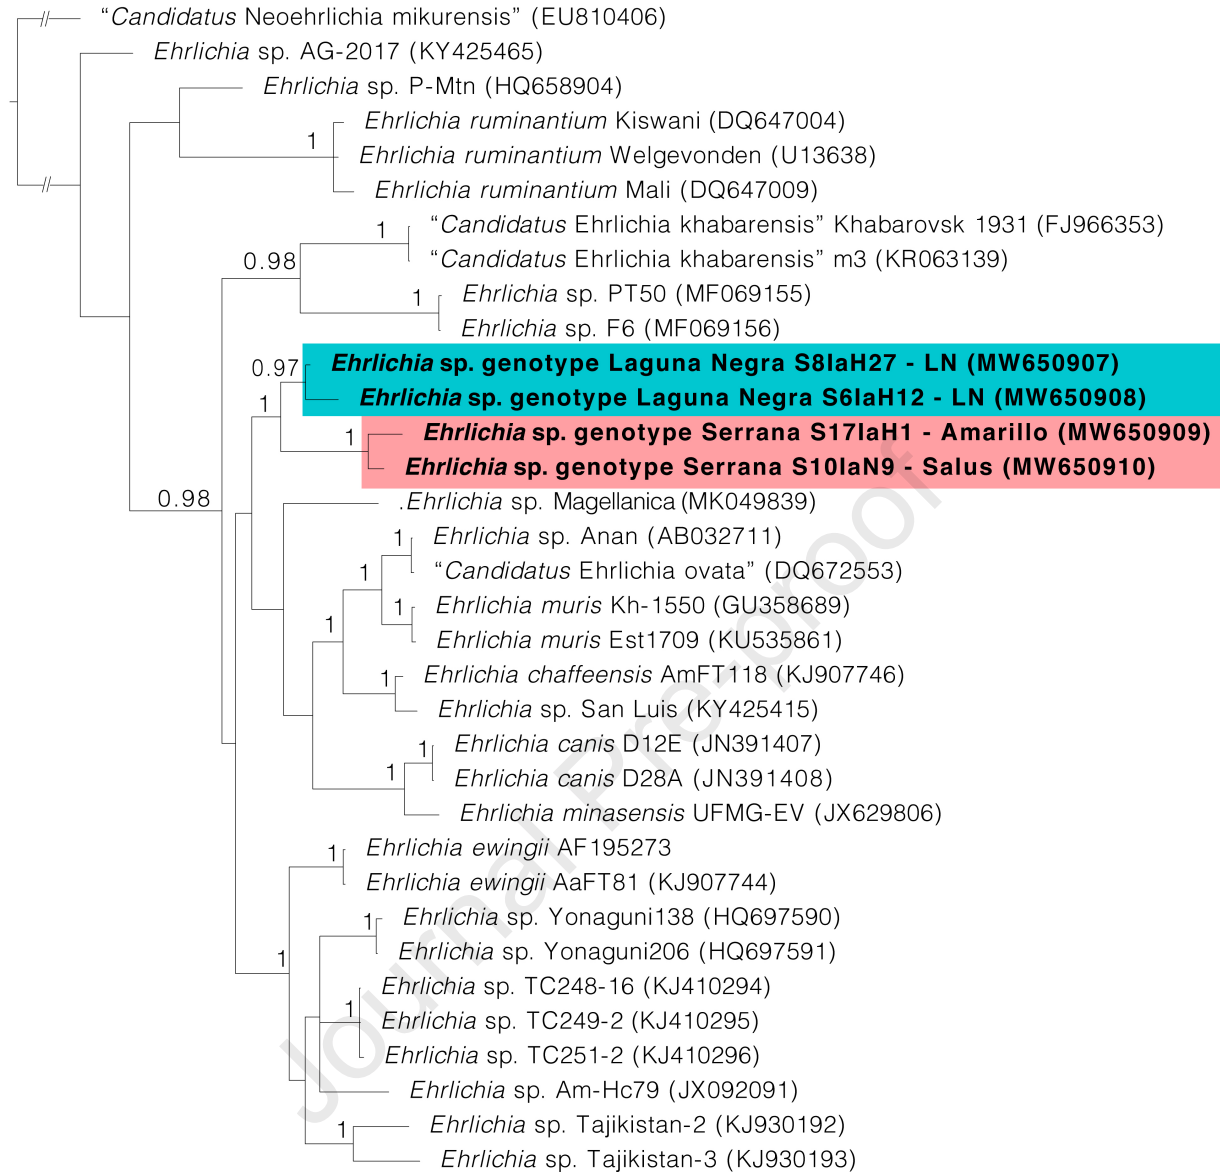 “Candidatus Neoehrlichia mikurensis” (EU810406)
Ehrlichia sp. AG-2017 (KY425465)
Ehrlichia sp. P-Mtn (HQ658904)
Ehrlichia ruminantium Kiswani (DQ647004)
1
Ehrlichia ruminantium Welgevonden (U13638)
Ehrlichia ruminantium Mali (DQ647009)
1
“Candidatus Ehrlichia khabarensis” Khabarovsk 1931 (FJ966353)
0.98
“Candidatus Ehrlichia khabarensis” m3 (KR063139)
1
Ehrlichia sp. PT50 (MF069155)
Ehrlichia sp. F6 (MF069156)
0.97
Ehrlichia sp. genotype Laguna Negra S8IaH27 - LN (MW650907)
Ehrlichia sp. genotype Laguna Negra S6IaH12 - LN (MW650908)
1
1
Ehrlichia sp. genotype Serrana S17IaH1 - Amarillo (MW650909)
Ehrlichia sp. genotype Serrana S10IaN9 - Salus (MW650910)
0.98
.Ehrlichia sp. Magellanica (MK049839)
1
Ehrlichia sp. Anan (AB032711)
1
“Candidatus Ehrlichia ovata” (DQ672553)
1
Ehrlichia muris Kh-1550 (GU358689)
1
Ehrlichia muris Est1709 (KU535861)
1
Ehrlichia chaffeensis AmFT118 (KJ907746)
Ehrlichia sp. San Luis (KY425415)
1
Ehrlichia canis D12E (JN391407)
1
Ehrlichia canis D28A (JN391408)
Ehrlichia minasensis UFMG-EV (JX629806)
1
Ehrlichia ewingii AF195273
Ehrlichia ewingii AaFT81 (KJ907744)
1
Ehrlichia sp. Yonaguni138 (HQ697590)
1
Ehrlichia sp. Yonaguni206 (HQ697591)
Ehrlichia sp. TC248-16 (KJ410294)
1
Ehrlichia sp. TC249-2 (KJ410295)
Ehrlichia sp. TC251-2 (KJ410296)
Ehrlichia sp. Am-Hc79 (JX092091)
1
Ehrlichia sp. Tajikistan-2 (KJ930192)
Ehrlichia sp. Tajikistan-3 (KJ930193)
Journal Pre-proof